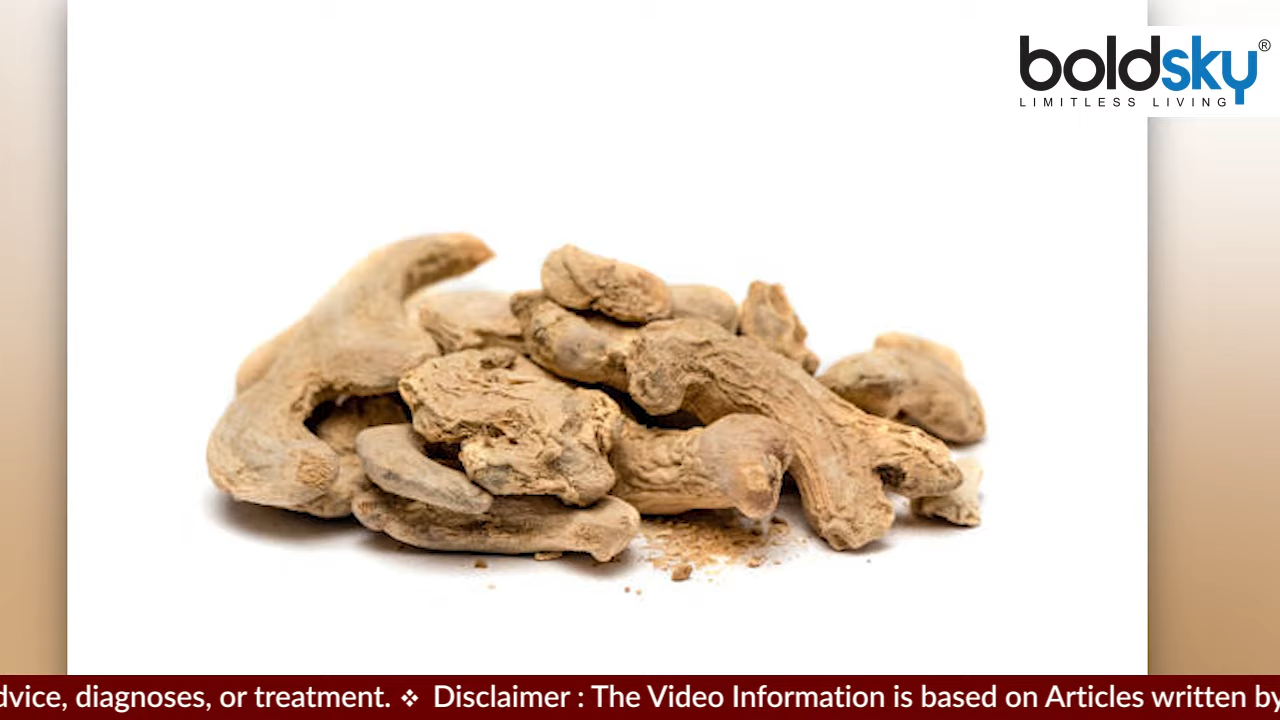 boldsky®
LIMITLESS LIVING
dvice, diagnoses, or treatment. ❖ Disclaimer : The Video Information is based on Articles written by